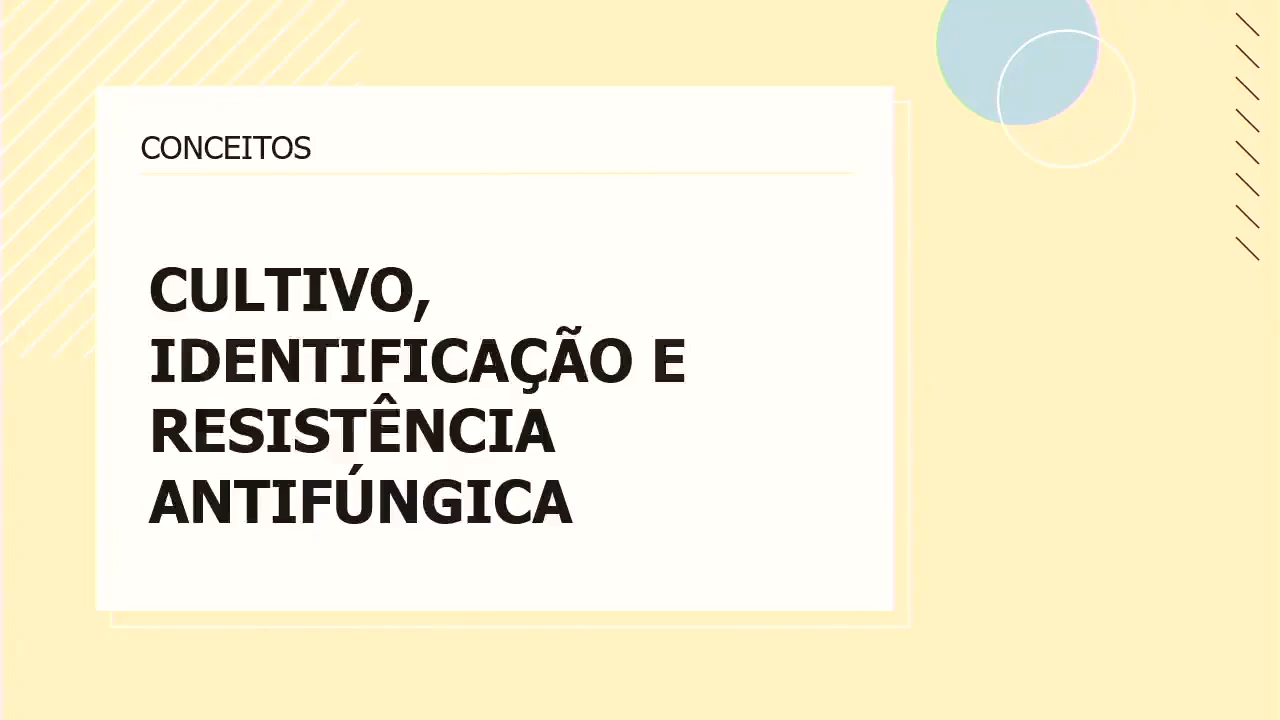 CONCEITOS
CULTIVO,
IDENTIFICAÇÃO E
RESISTÊNCIA
ANTIFÚNGICA